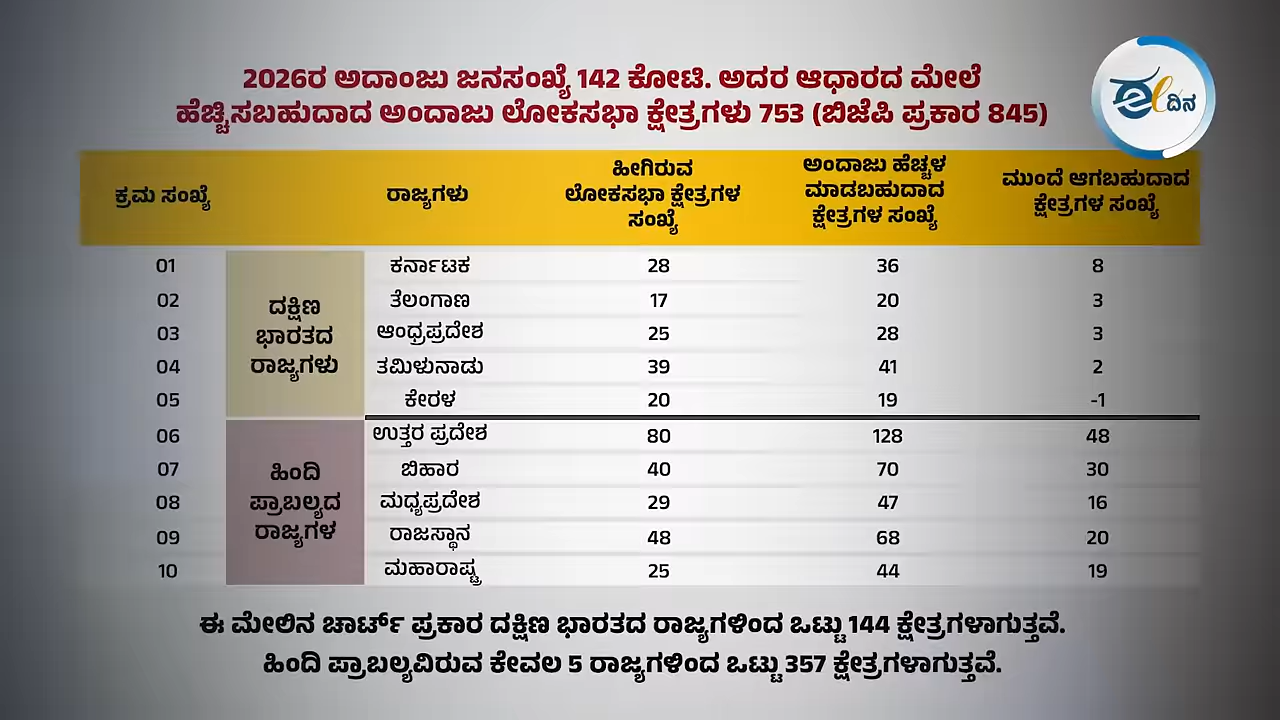 2026ರ ಅದಾಂಜು ಜನಸಂಖ್ಯೆ 142 ಕೋಟಿ. ಅದರ ಆಧಾರದ ಮೇಲೆ
ಹೆಚ್ಚಿಸಬಹುದಾದ ಅಂದಾಜು ಲೋಕಸಭಾ ಕ್ಷೇತ್ರಗಳು 753 (ಬಿಜೆಪಿ ಪ್ರಕಾರ 845)
eಲ ದಿನ
ಕ್ರಮ ಸಂಖ್ಯೆ ರಾಜ್ಯಗಳು ಹೀಗಿರುವ ಲೋಕಸಭಾ ಕ್ಷೇತ್ರಗಳ ಸಂಖ್ಯೆ ಅಂದಾಜು ಹೆಚ್ಚಳ ಮಾಡಬಹುದಾದ ಕ್ಷೇತ್ರಗಳ ಸಂಖ್ಯೆ ಮುಂದೆ ಆಗಬಹುದಾದ ಕ್ಷೇತ್ರಗಳ ಸಂಖ್ಯೆ
ದಕ್ಷಿಣ
ಭಾರತದ
ರಾಜ್ಯಗಳು
01 ಕರ್ನಾಟಕ 28 36 8
02 ತೆಲಂಗಾಣ 17 20 3
03 ಆಂಧ್ರಪ್ರದೇಶ 25 28 3
04 ತಮಿಳುನಾಡು 39 41 2
05 ಕೇರಳ 20 19 -1
ಹಿಂದಿ
ಪ್ರಾಬಲ್ಯದ
ರಾಜ್ಯಗಳ
06 ಉತ್ತರ ಪ್ರದೇಶ 80 128 48
07 ಬಿಹಾರ 40 70 30
08 ಮಧ್ಯಪ್ರದೇಶ 29 47 16
09 ರಾಜಸ್ಥಾನ 48 68 20
10 ಮಹಾರಾಷ್ಟ್ರ 25 44 19
ಈ ಮೇಲಿನ ಚಾರ್ಟ್ ಪ್ರಕಾರ ದಕ್ಷಿಣ ಭಾರತದ ರಾಜ್ಯಗಳಿಂದ ಒಟ್ಟು 144 ಕ್ಷೇತ್ರಗಳಾಗುತ್ತವೆ.
ಹಿಂದಿ ಪ್ರಾಬಲ್ಯವಿರುವ ಕೇವಲ 5 ರಾಜ್ಯಗಳಿಂದ ಒಟ್ಟು 357 ಕ್ಷೇತ್ರಗಳಾಗುತ್ತವೆ.